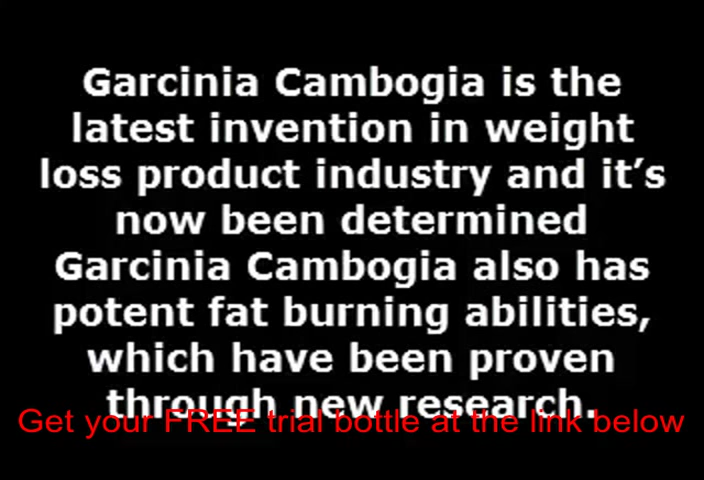 Garcinia Cambogia is the
latest invention in weight
loss product industry and it’s
now been determined
Garcinia Cambogia also has
potent fat burning abilities,
which have been proven
through new research.
Get your FREE trial bottle at the link below